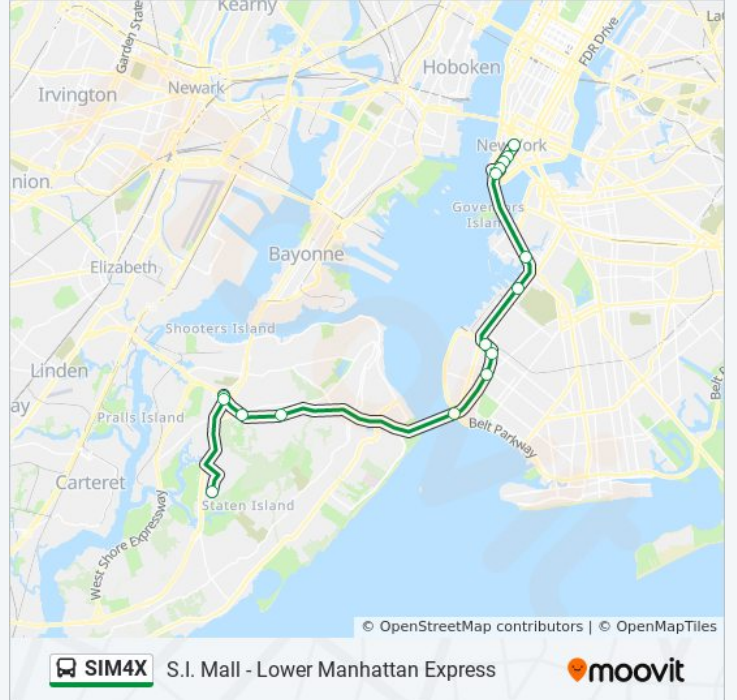 Kearny
Garden State
Hoboken
FDR Drive
Irvington
Newark
New York
nion
Governors
Island
Bayonne
Elizabeth
Shooters Island
Linden
ay
Pralls Island
Belt P
Belt Parkway
Carteret
Staten Island
West Shore Expressway
© OpenStreetMap contributors | © OpenMapTiles
SIM4X S.I. Mall - Lower Manhattan Express moovit